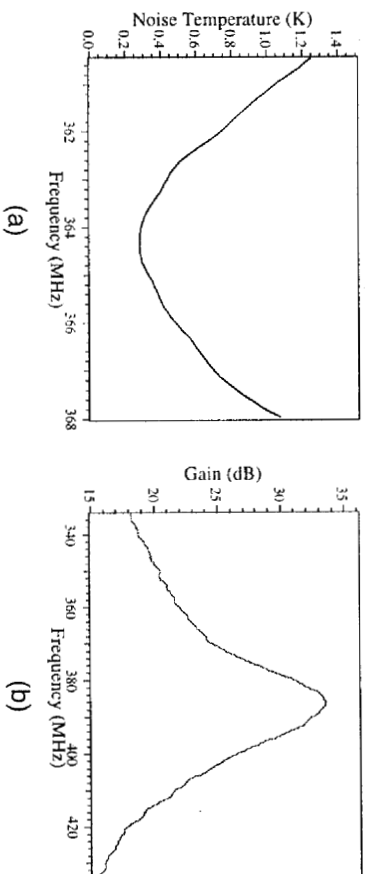 Noise Temperature (K)
0.0 0.2 0.4 0.6 0.8 1.0 1.2 1.4
362 364 366 368
Frequency (MHz)
(a)
Gain (dB)
15 20 25 30 35
340 360 380 400 420
Frequency (MHz)
(b)